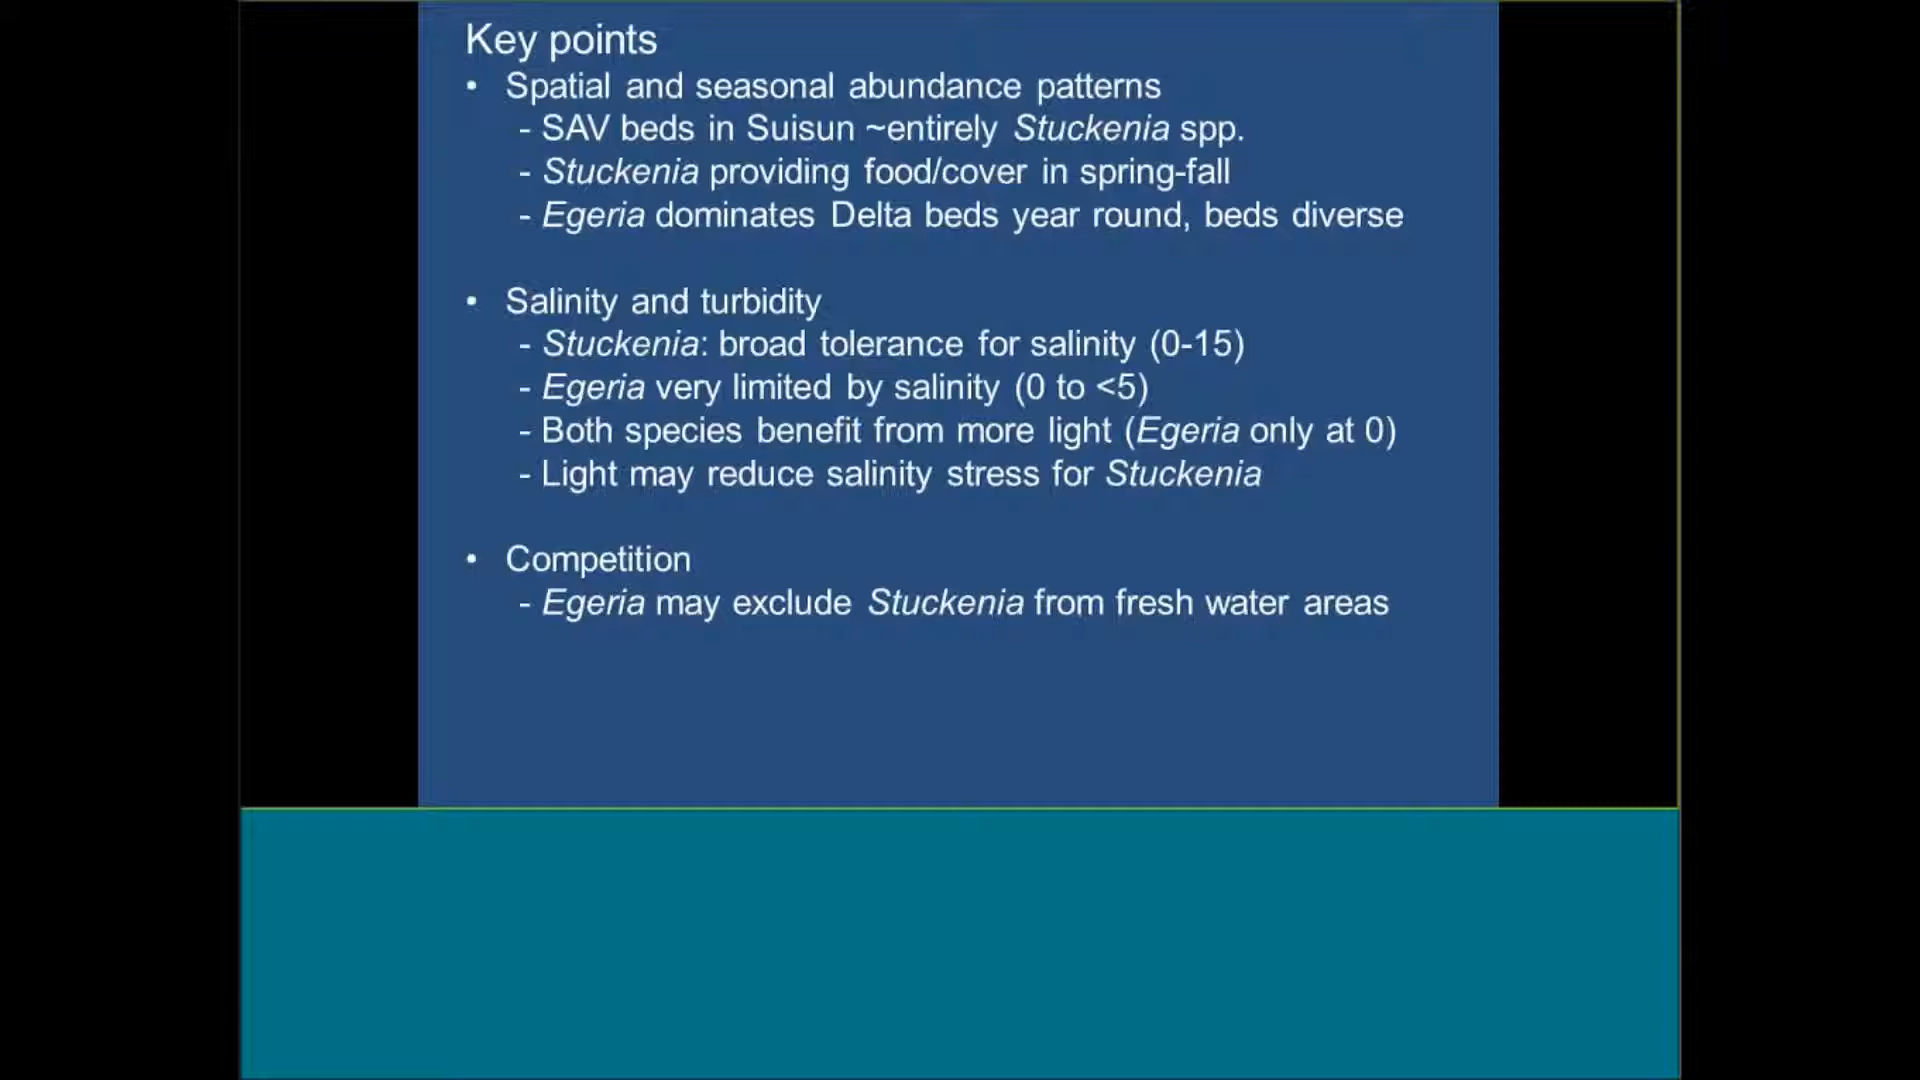 Key points
• Spatial and seasonal abundance patterns
- SAV beds in Suisun ~entirely Stuckenia spp.
- Stuckenia providing food/cover in spring-fall
- Egeria dominates Delta beds year round, beds diverse
• Salinity and turbidity
- Stuckenia: broad tolerance for salinity (0-15)
- Egeria very limited by salinity (0 to <5)
- Both species benefit from more light (Egeria only at 0)
- Light may reduce salinity stress for Stuckenia
• Competition
- Egeria may exclude Stuckenia from fresh water areas